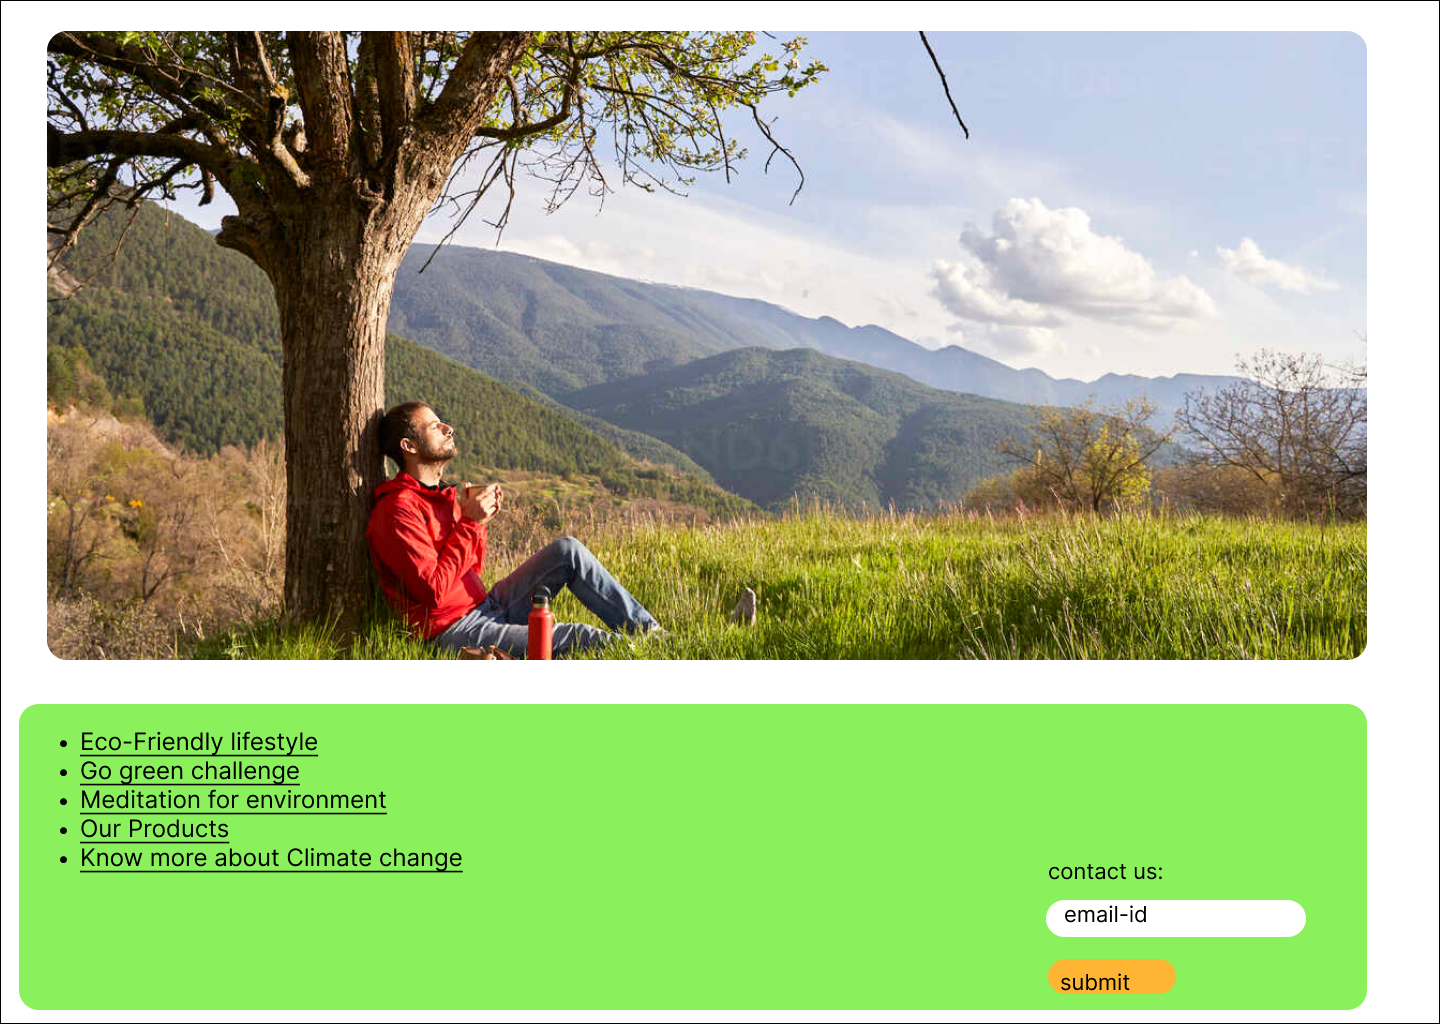 Eco-Friendly lifestyle
Go green challenge
Meditation for environment
Our Products
Know more about Climate change
contact us:
email-id
submit